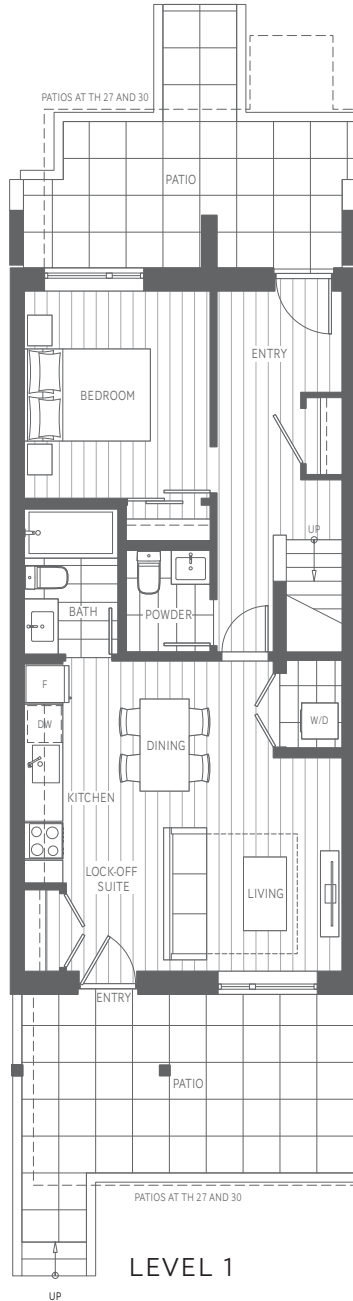 PATIOS AT TH 27 AND 30
PATIO
ENTRY
BEDROOM
UP
BATH
POWDER
F
W/D
DW
DINING
KITCHEN
LOCK-OFF
SUITE
LIVING
ENTRY
PATIO
PATIOS AT TH 27 AND 30
LEVEL 1
UP